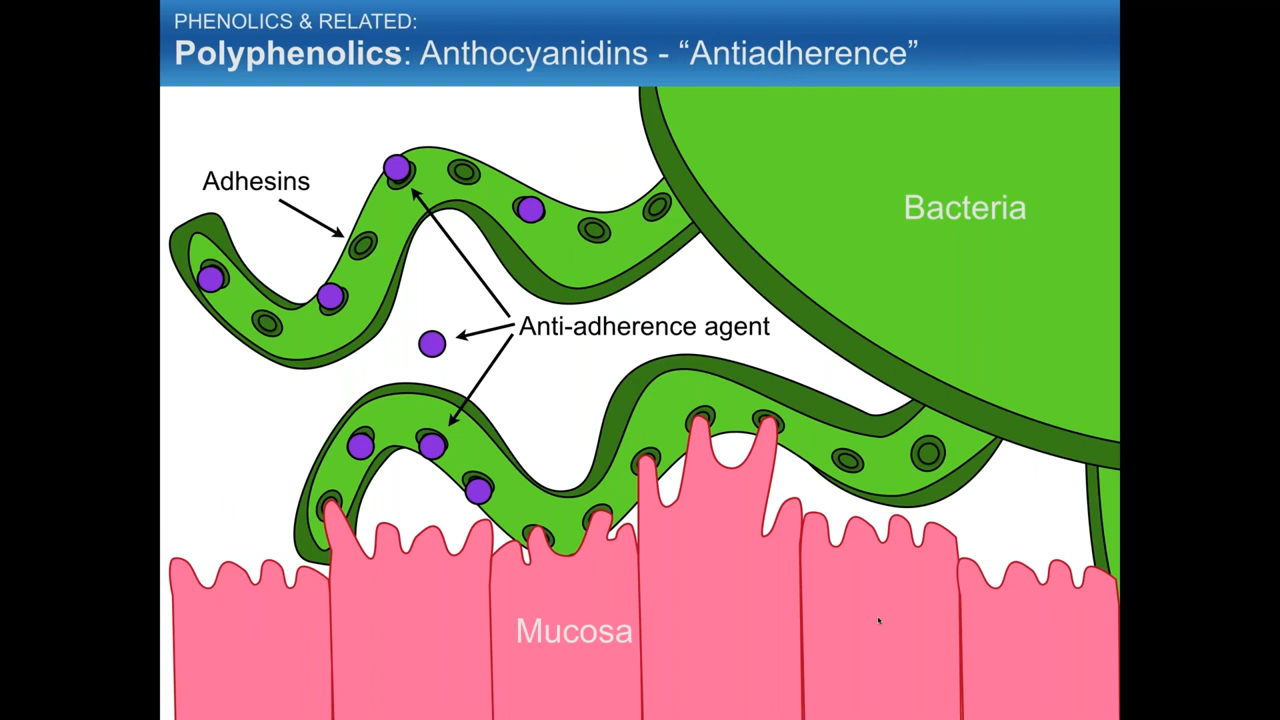 PHENOLICS & RELATED:
Polyphenolics: Anthocyanidins - “Antiadherence”
Adhesins
Bacteria
Anti-adherence agent
Mucosa